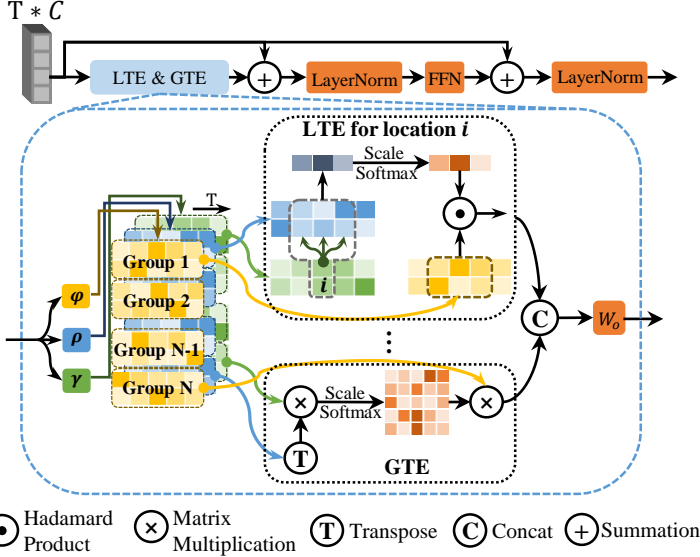 T * C
LTE & GTE
+
LayerNorm
FFN
+
LayerNorm
LTE for location i
Scale
Softmax
T
Group 1
i
Group 2
φ
ρ
γ
Group N-1
Group N
C
W_o
Scale
Softmax
×
×
T
GTE
Hadamard
Product
× Matrix
Multiplication
T Transpose
C Concat
+ Summation